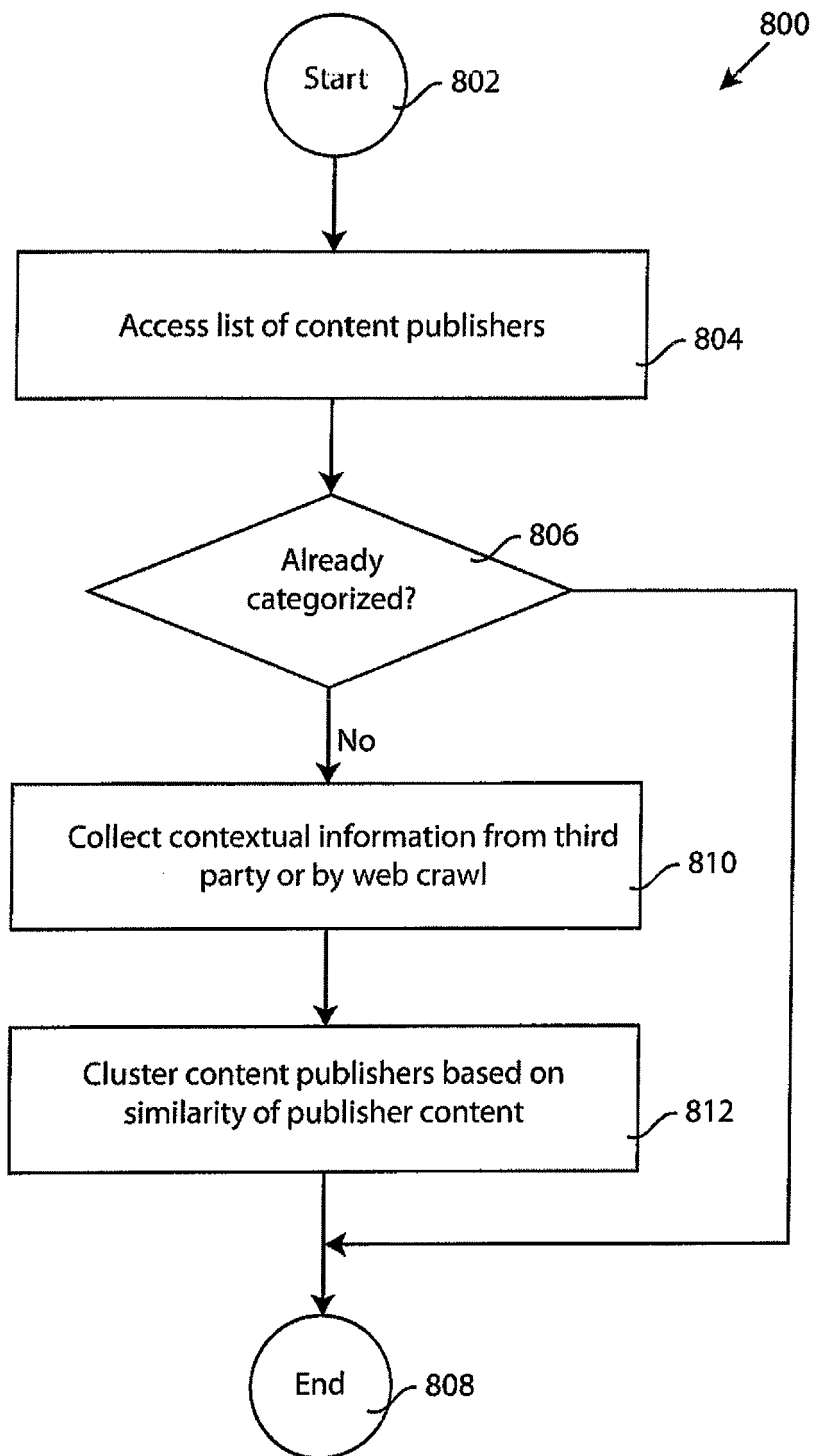 800
Start
802
Access list of content publishers
804
Already
categorized?
806
No
Collect contextual information from third
party or by web crawl
810
Cluster content publishers based on
similarity of publisher content
812
End
808